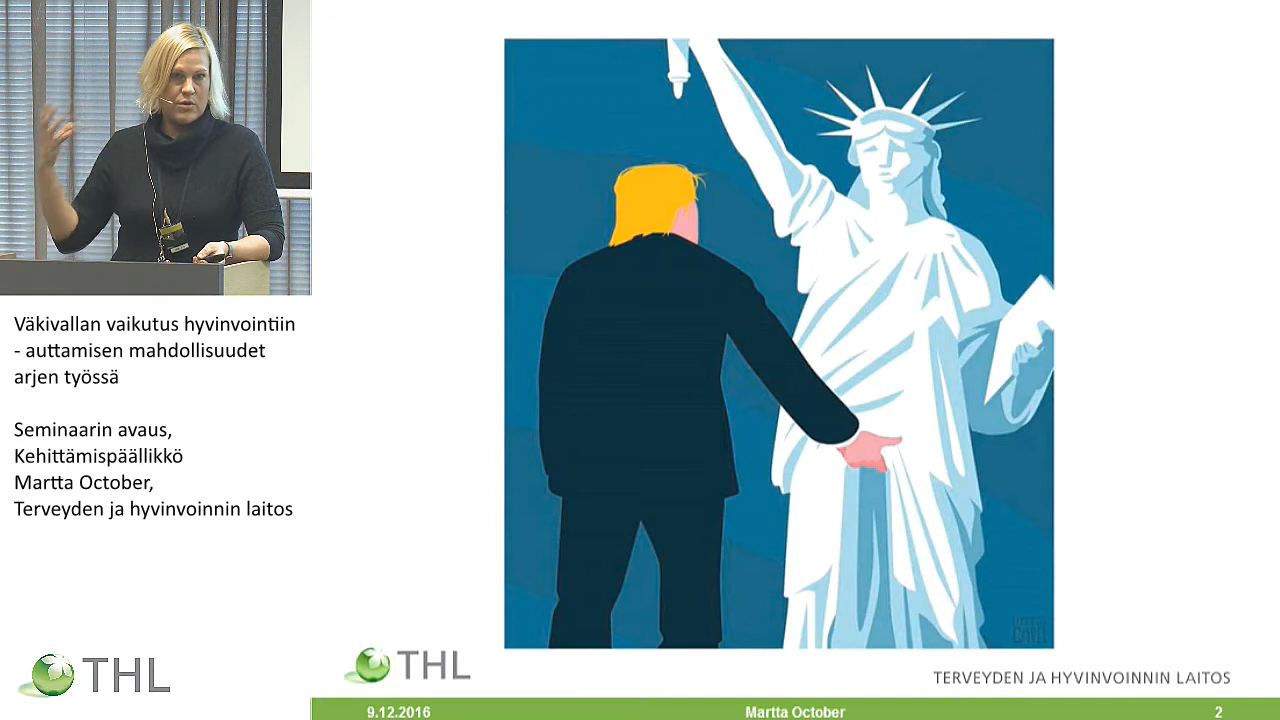 Väkivallan vaikutus hyvinvointiin
- auttamisen mahdollisuudet
arjen työssä
Seminaarin avaus,
Kehittämispäällikkö
Martta October,
Terveyden ja hyvinvoinnin laitos
THL
THL
TERVEYDEN JA HYVINVOINNIN LAITOS
9.12.2016
Martta October
2